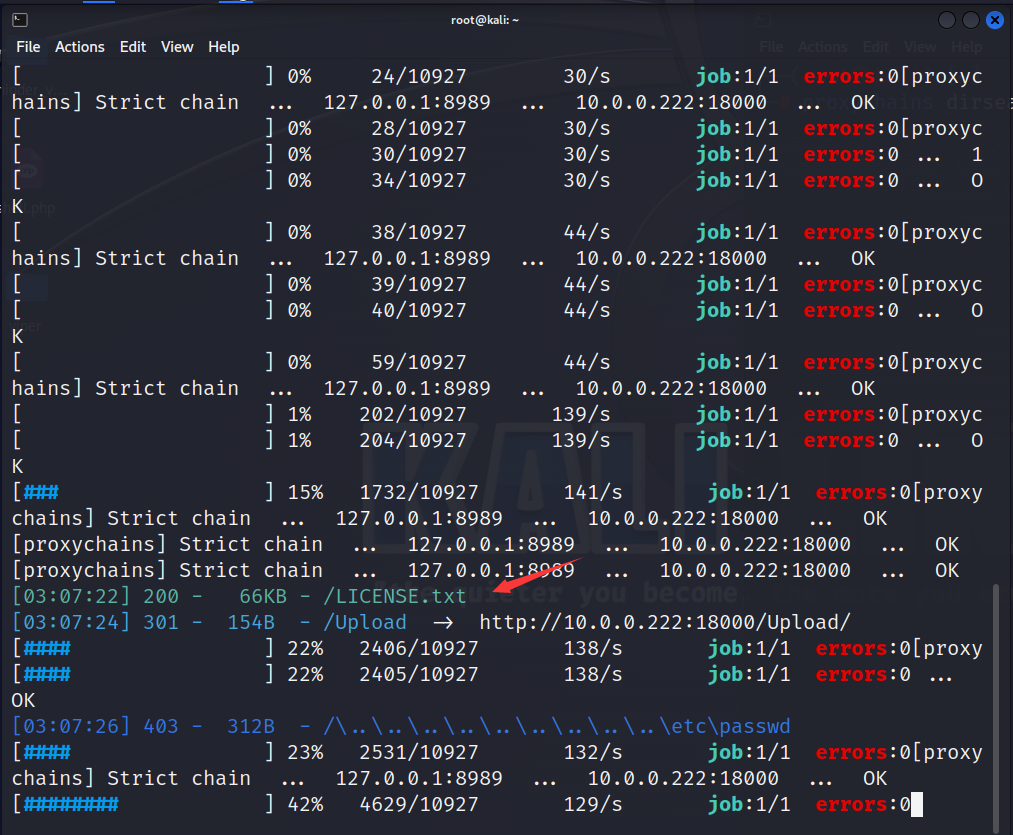 root@kali: ~
File Actions Edit View Help
[                    ] 0%     24/10927        30/s       job:1/1  errors:0[proxyc
hains] Strict chain  ...  127.0.0.1:8989  ...  10.0.0.222:18000  ...  OK
[                    ] 0%     28/10927        30/s       job:1/1  errors:0[proxyc
[                    ] 0%     30/10927        30/s       job:1/1  errors:0 ...  1
[                    ] 0%     34/10927        30/s       job:1/1  errors:0 ...  O
K
[                    ] 0%     38/10927        44/s       job:1/1  errors:0[proxyc
hains] Strict chain  ...  127.0.0.1:8989  ...  10.0.0.222:18000  ...  OK
[                    ] 0%     39/10927        44/s       job:1/1  errors:0[proxyc
[                    ] 0%     40/10927        44/s       job:1/1  errors:0 ...  O
K
[                    ] 0%     59/10927        44/s       job:1/1  errors:0[proxyc
hains] Strict chain  ...  127.0.0.1:8989  ...  10.0.0.222:18000  ...  OK
[                    ] 1%    202/10927       139/s       job:1/1  errors:0[proxyc
[                    ] 1%    204/10927       139/s       job:1/1  errors:0 ...  O
K
[###                 ] 15%   1732/10927       141/s       job:1/1  errors:0[proxy
chains] Strict chain  ...  127.0.0.1:8989  ...  10.0.0.222:18000  ...  OK
[proxychains] Strict chain  ...  127.0.0.1:8989  ...  10.0.0.222:18000  ...  OK
[proxychains] Strict chain  ...  127.0.0.1:8989  ...  10.0.0.222:18000  ...  OK
[03:07:22] 200 -   66KB - /LICENSE.txt
[03:07:24] 301 -  154B  - /Upload  ->  http://10.0.0.222:18000/Upload/
[####                ] 22%   2406/10927       138/s       job:1/1  errors:0[proxy
[####                ] 22%   2405/10927       138/s       job:1/1  errors:0 ...
OK
[03:07:26] 403 -  312B  - /\..\..\..\..\..\..\..\..\..\etc\passwd
[####                ] 23%   2531/10927       132/s       job:1/1  errors:0[proxy
chains] Strict chain  ...  127.0.0.1:8989  ...  10.0.0.222:18000  ...  OK
[########            ] 42%   4629/10927       129/s       job:1/1  errors:0